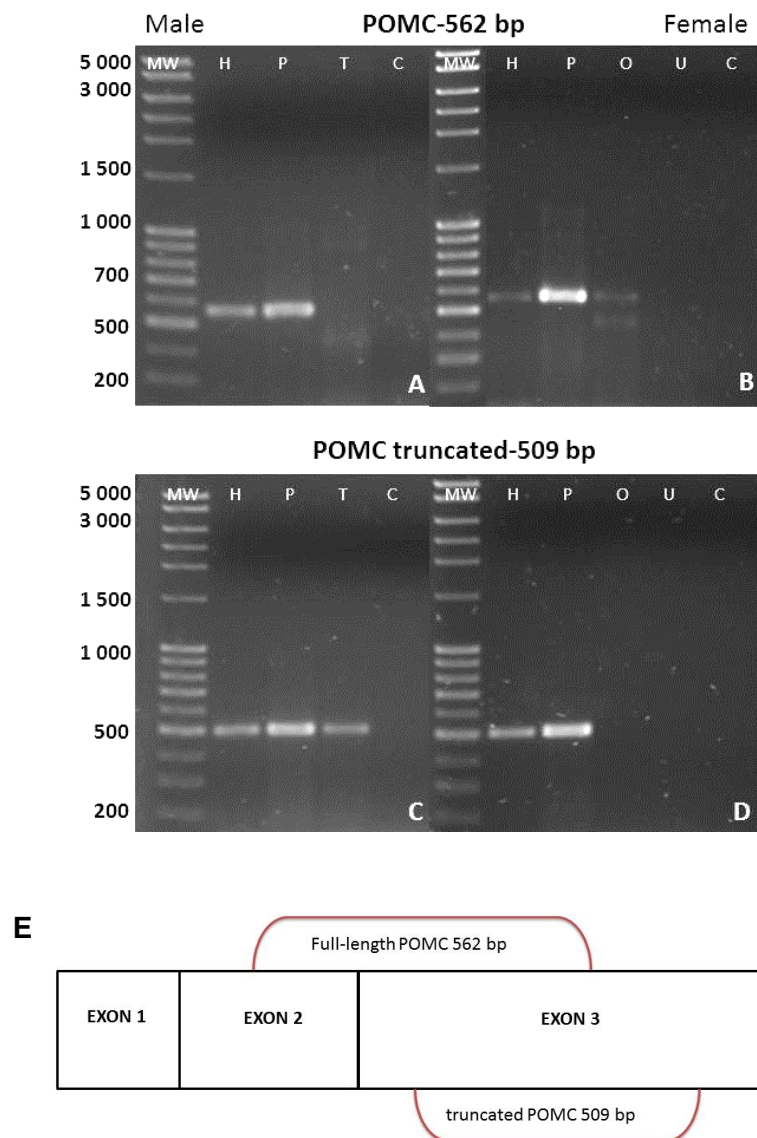 Male POMC-562 bp Female
MW H P T C MW H P O U C
5 000
3 000
1 500
1 000
700
500
200
A B
POMC truncated-509 bp
MW H P T C MW H P O U C
5 000
3 000
1 500
1 000
500
200
C D
E
Full-length POMC 562 bp
EXON 1 EXON 2 EXON 3
truncated POMC 509 bp